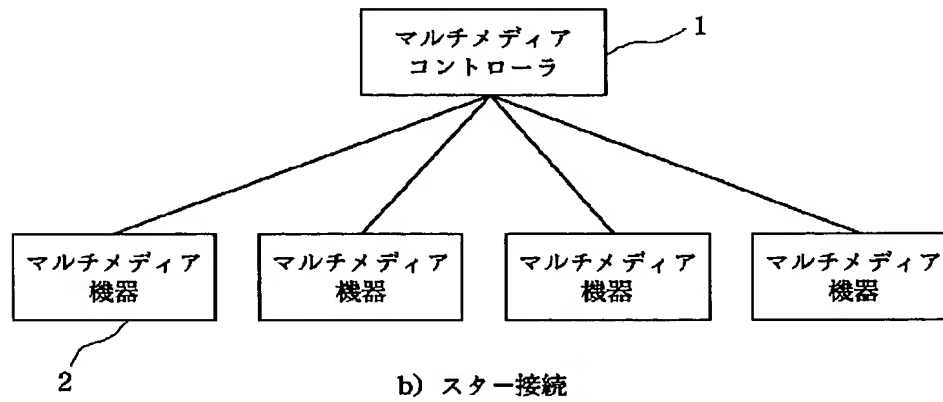 マルチメディア
コントローラ
1
マルチメディア
機器
マルチメディア
機器
マルチメディア
機器
マルチメディア
機器
2
b) スター接続